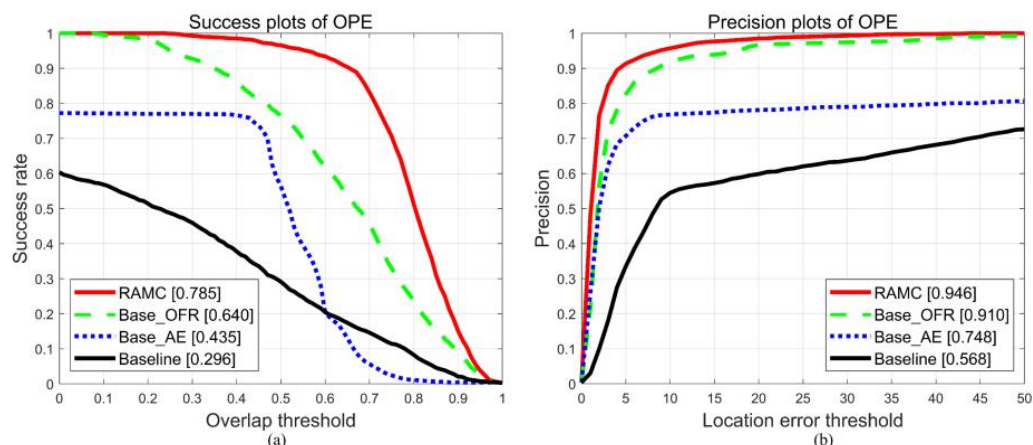 Success plots of OPE
1
0.9
0.8
0.7
0.6
0.5
0.4
0.3
0.2
0.1
0
Success rate
RAMC [0.785]
Base_OFR [0.640]
Base_AE [0.435]
Baseline [0.296]
0 0.1 0.2 0.3 0.4 0.5 0.6 0.7 0.8 0.9 1
Overlap threshold
(a)
Precision plots of OPE
1
0.9
0.8
0.7
0.6
0.5
0.4
0.3
0.2
0.1
0
Precision
RAMC [0.946]
Base_OFR [0.910]
Base_AE [0.748]
Baseline [0.568]
0 5 10 15 20 25 30 35 40 45 50
Location error threshold
(b)